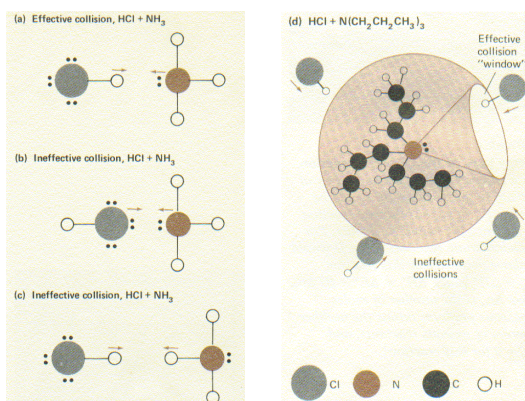 (a) Effective collision, HCl + NH₃
(b) Ineffective collision, HCl + NH₃
(c) Ineffective collision, HCl + NH₃
(d) HCl + N(CH₂CH₂CH₃)₃
Effective
collision
"window"
Ineffective
collisions
Cl N C H